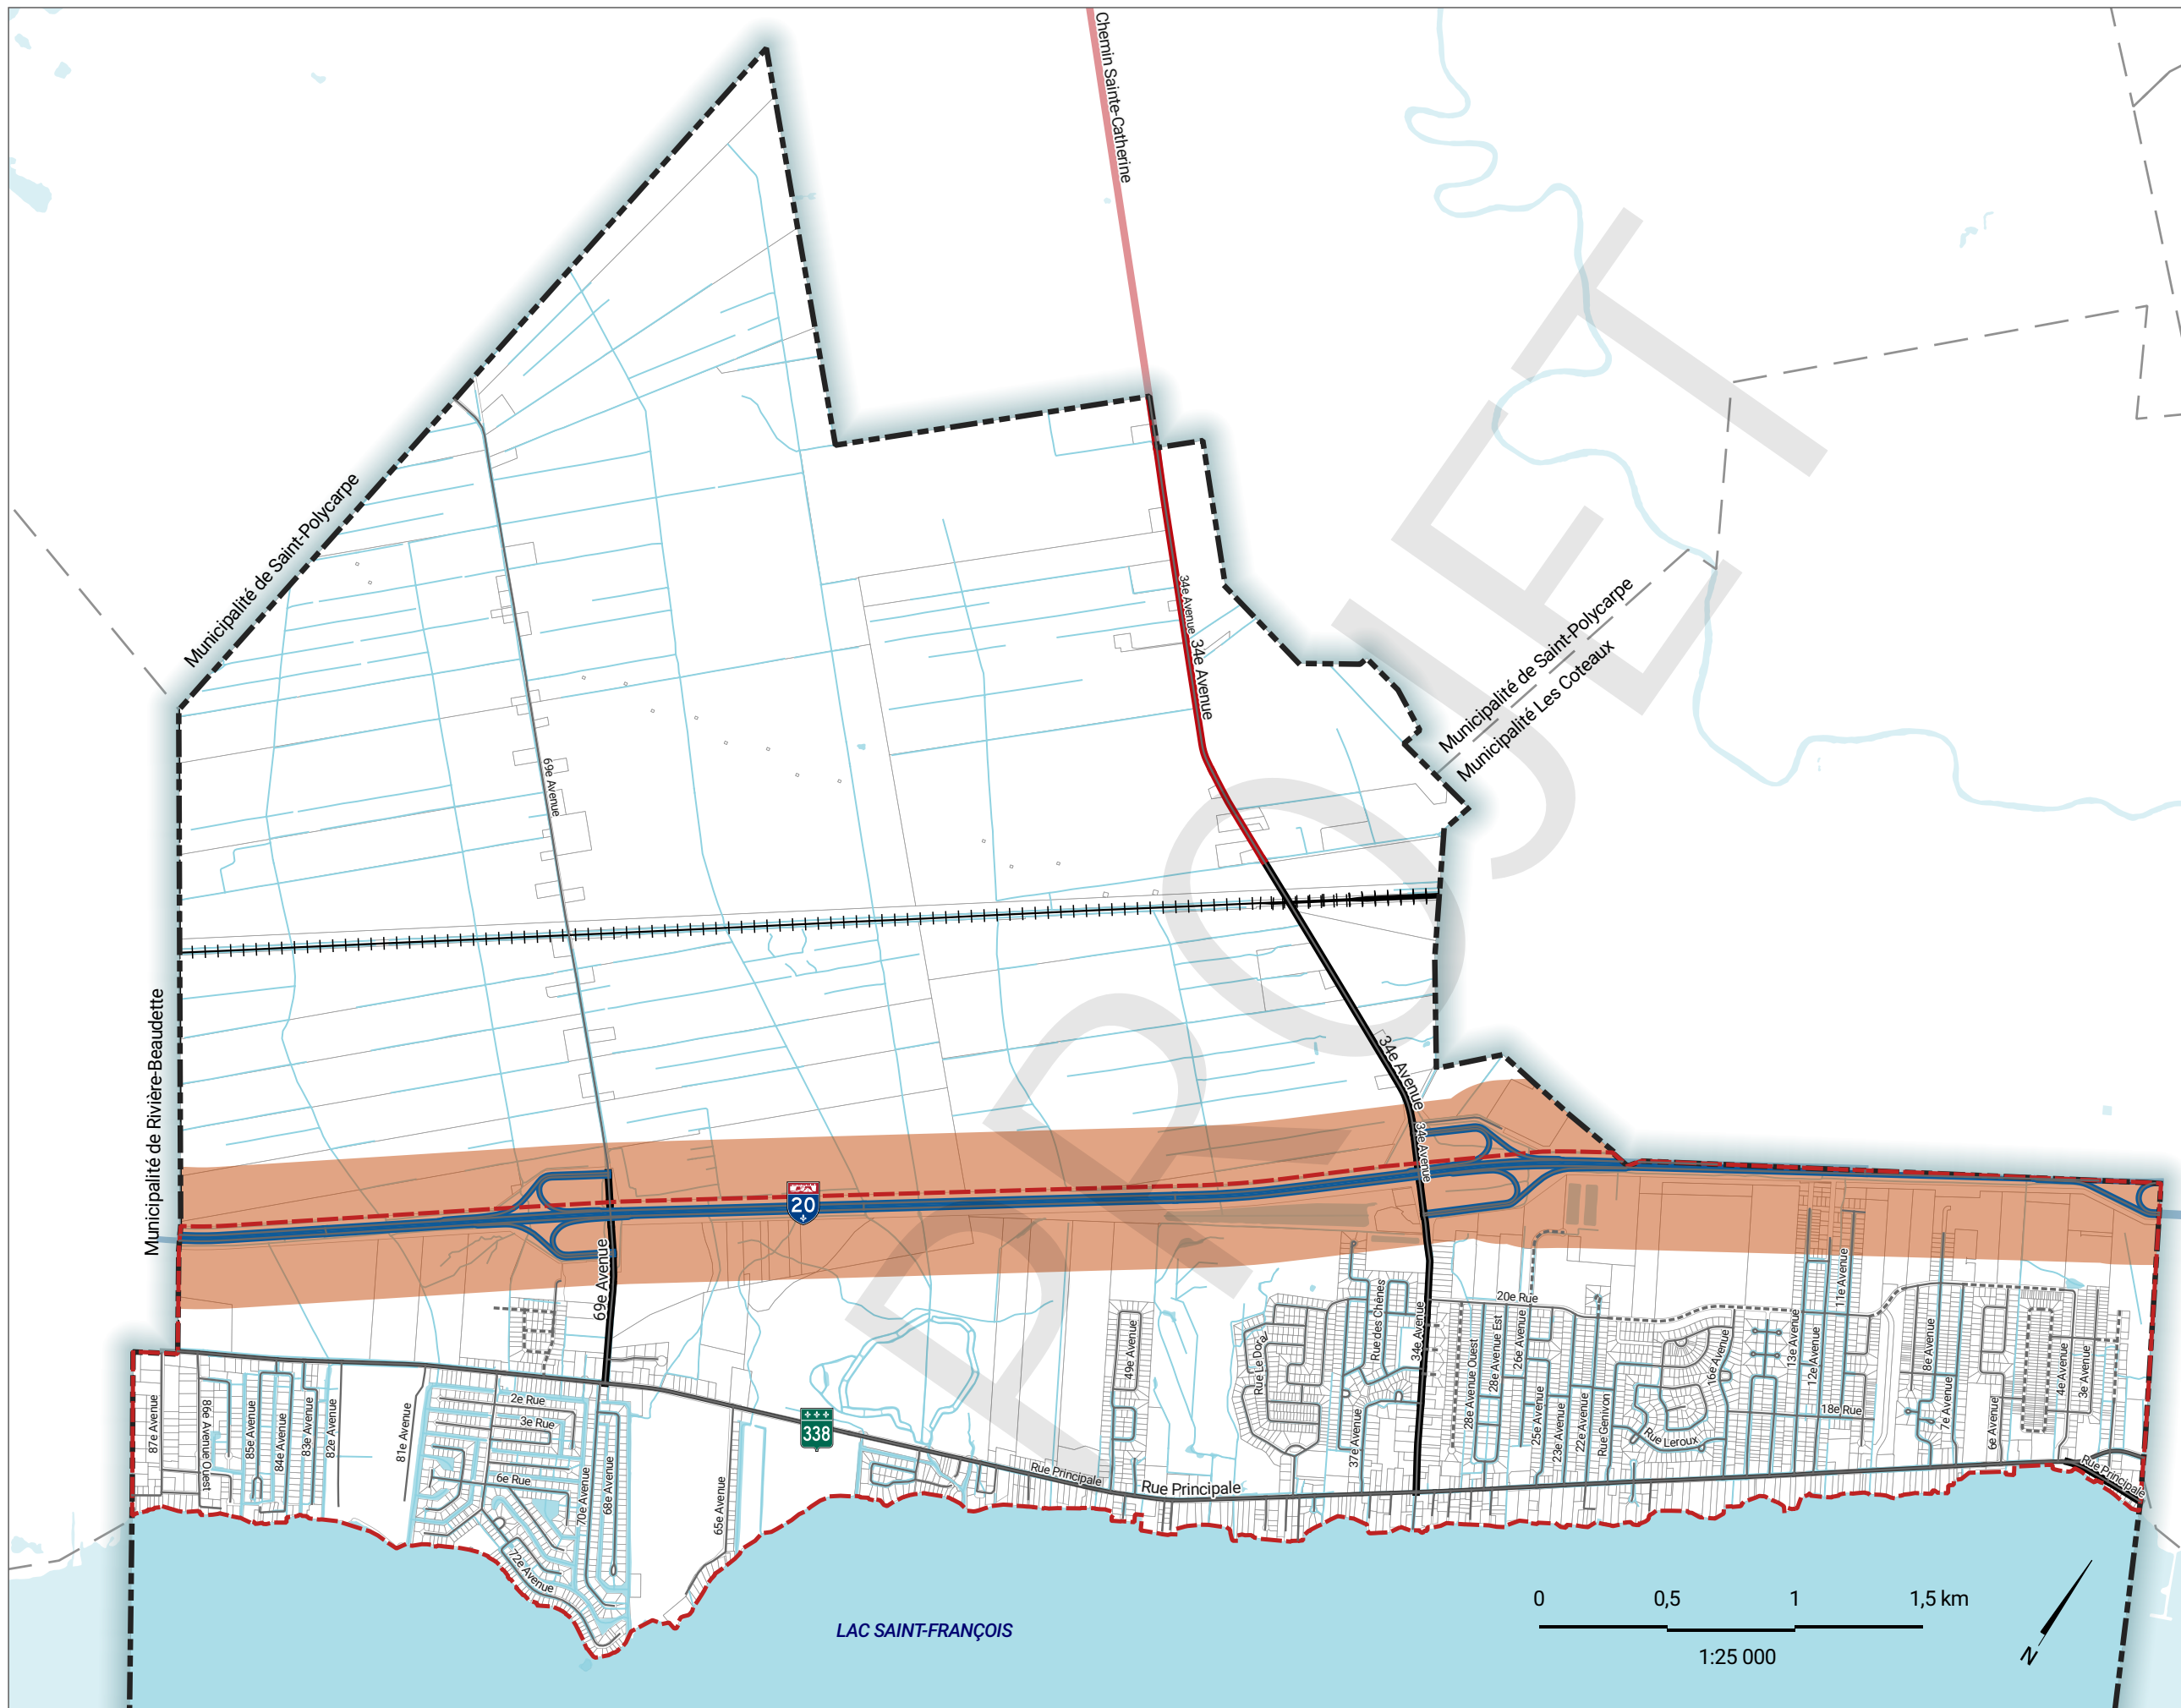 Chemin Sainte-Catherine
Municipalité de Saint-Polycarpe
34e Avenue
34e Avenue
Municipalité de Saint-Polycarpe
Municipalité Les Coteaux
69e Avenue
PROJET
Municipalité de Rivière-Beaudette
34e Avenue
34e Avenue
20
69e Avenue
20e Rue
11e Avenue
Rue des Chênes
34e Avenue
49e Avenue
Rue Le Doral
28e Avenue Ouest
28e Avenue Est
26e Avenue
16e Avenue
13e Avenue
12e Avenue
8e Avenue
4e Avenue
3e Avenue
87e Avenue
86e Avenue Ouest
85e Avenue
84e Avenue
83e Avenue
82e Avenue
81e Avenue
2e Rue
3e Rue
338
37e Avenue
25e Avenue
23e Avenue
22e Avenue
Rue Genivon
Rue Leroux
18e Rue
7e Avenue
6e Avenue
6e Rue
70e Avenue
68e Avenue
65e Avenue
Rue Principale
Rue Principale
Rue Principale
72e Avenue
LAC SAINT-FRANÇOIS
0 0,5 1 1,5 km
1:25 000
N